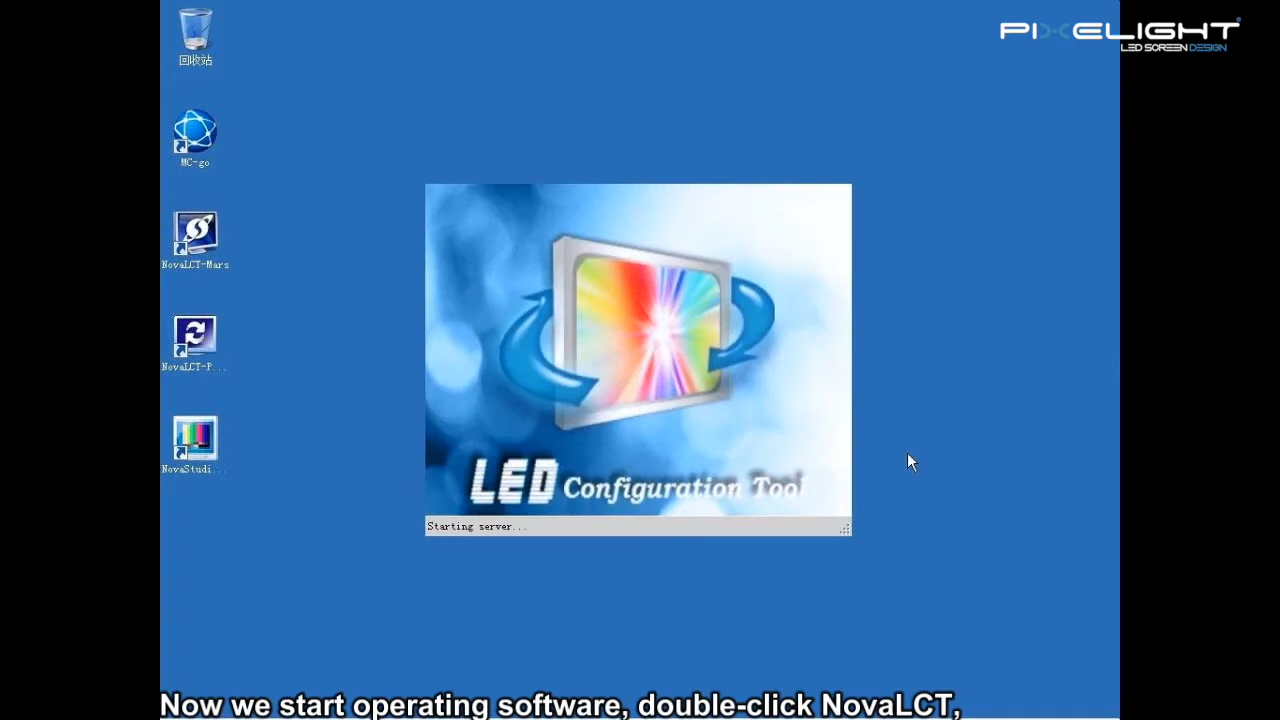 PIXELIGHT
LED SCREEN DESIGN
回收站
MC-go
NovaLCT-Mars
NovaLCT-P...
NovaStudi...
LED Configuration Tool
Starting server...
Now we start operating software, double-click NovaLCT,